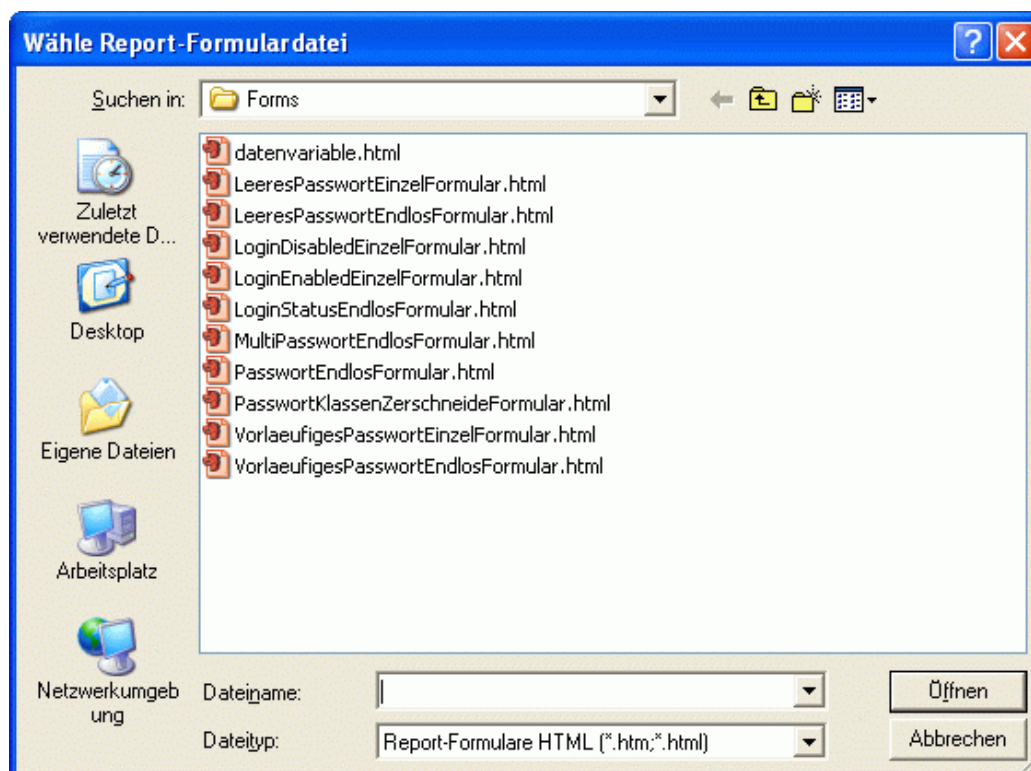 Wähle Report-Formulardatei
Suchen in: Forms
datenvariable.html
LeeresPasswortEinzelFormular.html
LeeresPasswortEndlosFormular.html
LoginDisabledEinzelFormular.html
LoginEnabledEinzelFormular.html
LoginStatusEndlosFormular.html
MultiPasswortEndlosFormular.html
PasswortEndlosFormular.html
PasswortKlassenZerschneideFormular.html
VorlaeufigesPasswortEinzelFormular.html
VorlaeufigesPasswortEndlosFormular.html
Zuletzt
verwendete D...
Desktop
Eigene Dateien
Arbeitsplatz
Netzwerkumgeb
ung
Dateiname:
Öffnen
Dateityp: Report-Formulare HTML (*.htm;*.html)
Abbrechen